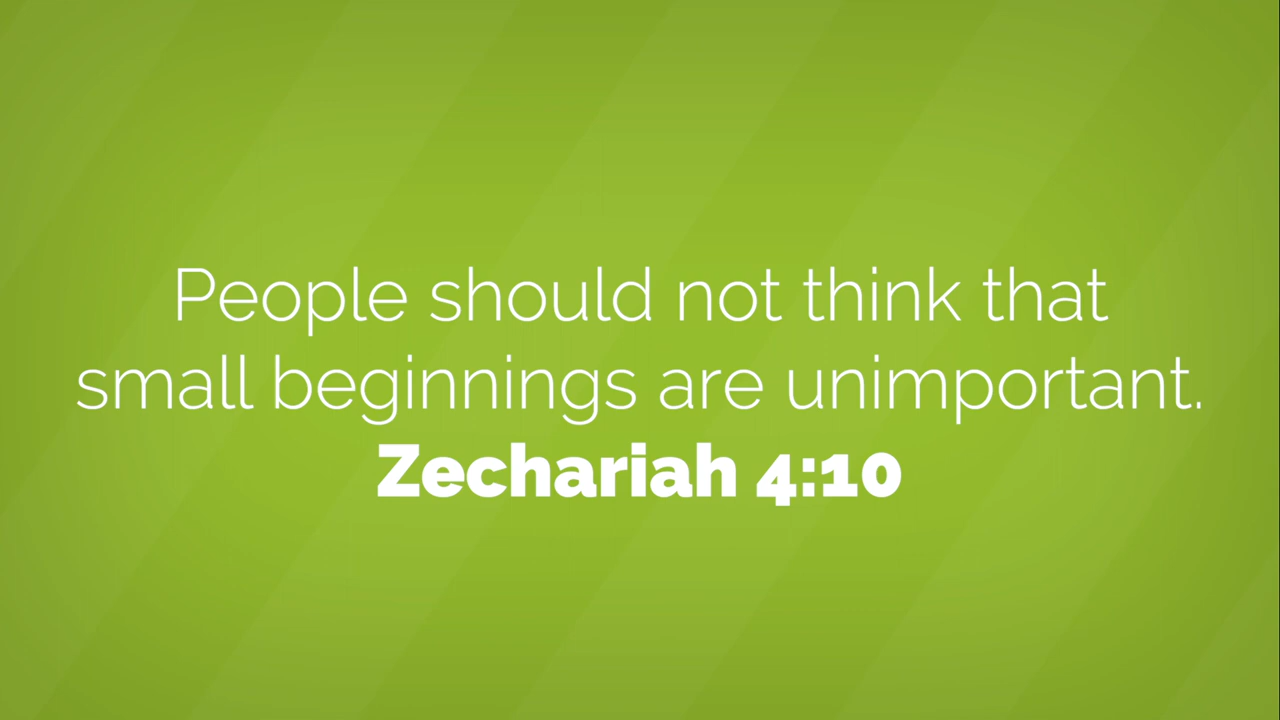 People should not think that
small beginnings are unimportant.
Zechariah 4:10